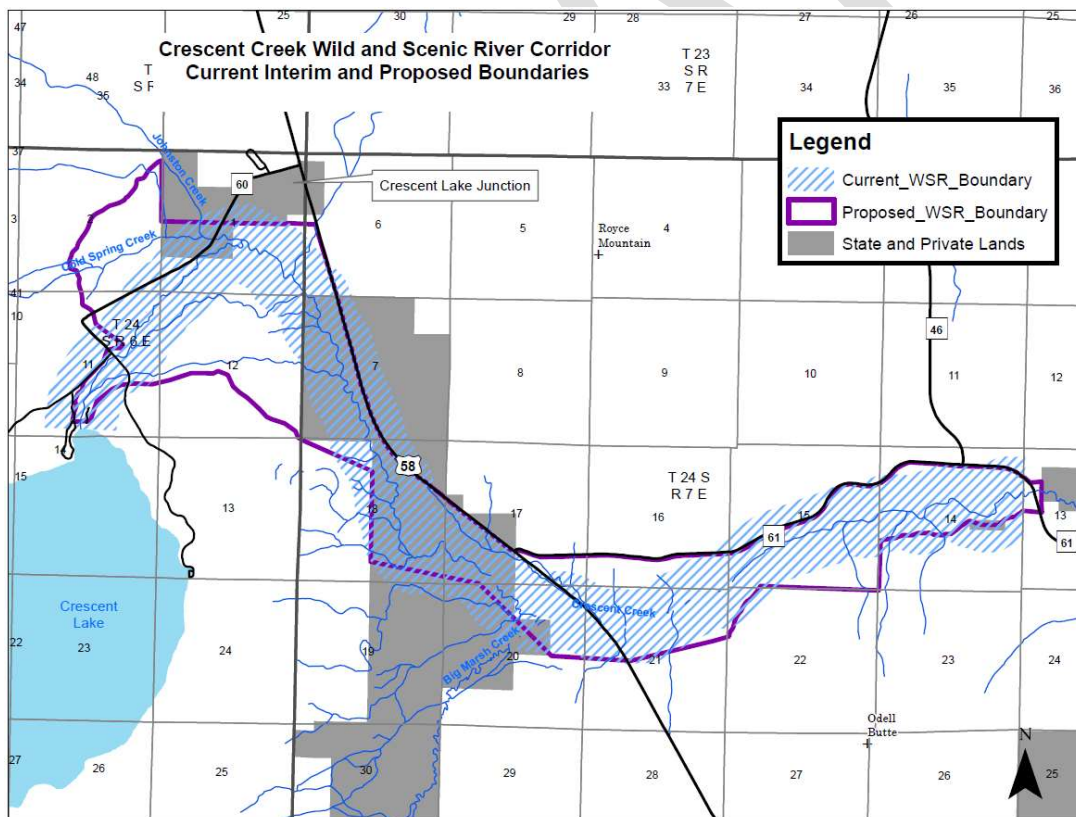 47
25
30
29
28
27
26
25
Crescent Creek Wild and Scenic River Corridor
Current Interim and Proposed Boundaries
T
S R
48
34
35
T 23
S R
7 E
33
34
35
36
37
Johnston Creek
60
Crescent Lake Junction
Legend
Current_WSR_Boundary
Proposed_WSR_Boundary
State and Private Lands
3
6
5
Royce
Mountain
4
Cold Spring Creek
41
10
T 24
S R 6 E
11
12
7
8
9
10
46
11
12
14
15
13
58
18
17
T 24 S
R 7 E
16
15
14
13
61
61
Crescent
Lake
Crescent Creek
Big Marsh Creek
22
23
24
19
20
21
22
23
24
Odell
Butte
N
27
26
25
30
29
28
27
26
25